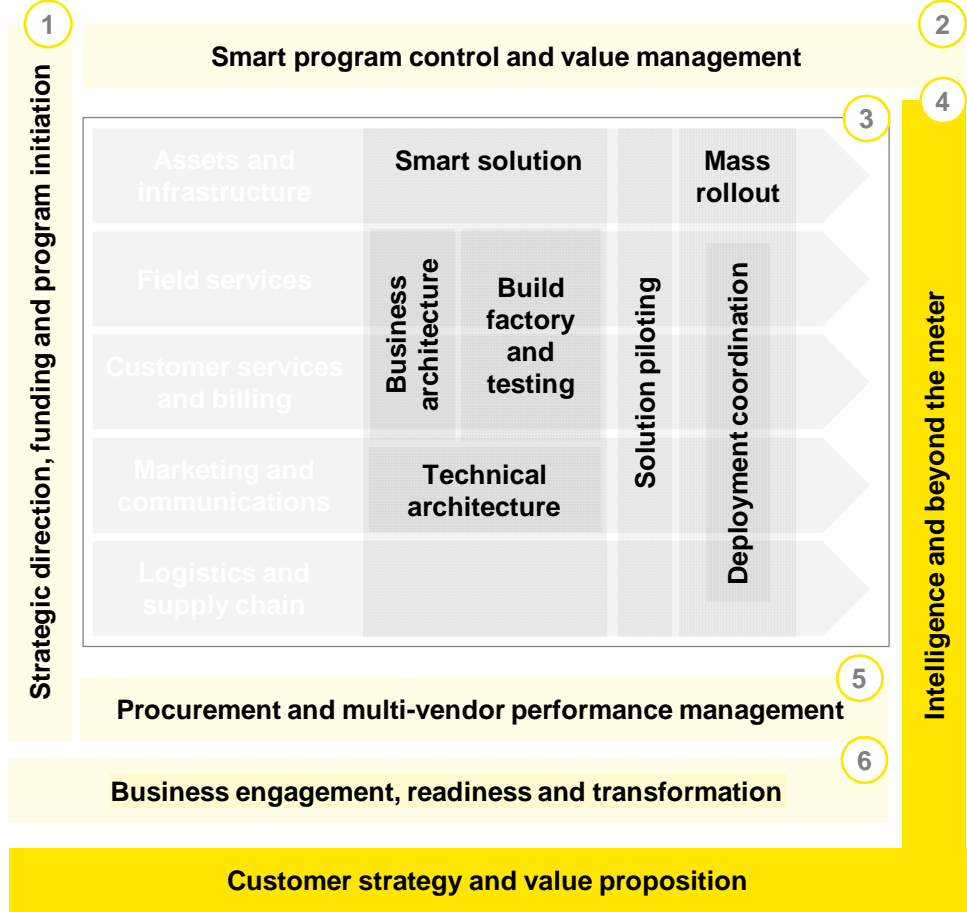 1
Strategic direction, funding and program initiation
2
Smart program control and value management
3
4
Intelligence and beyond the meter
Assets and
infrastructure
Field services
Customer services
and billing
Marketing and
communications
Logistics and
supply chain
Smart solution
Business
architecture
Build
factory
and
testing
Technical
architecture
Solution piloting
Mass
rollout
Deployment coordination
5
Procurement and multi-vendor performance management
6
Business engagement, readiness and transformation
Customer strategy and value proposition